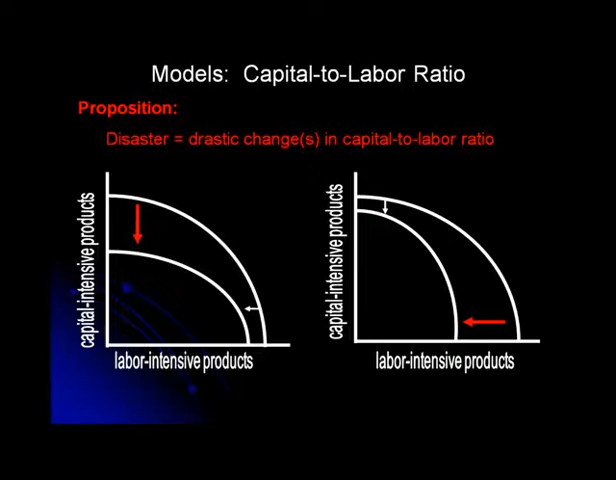 Models: Capital-to-Labor Ratio
Proposition:
Disaster = drastic change(s) in capital-to-labor ratio
capital-intensive products
labor-intensive products
capital-intensive products
labor-intensive products